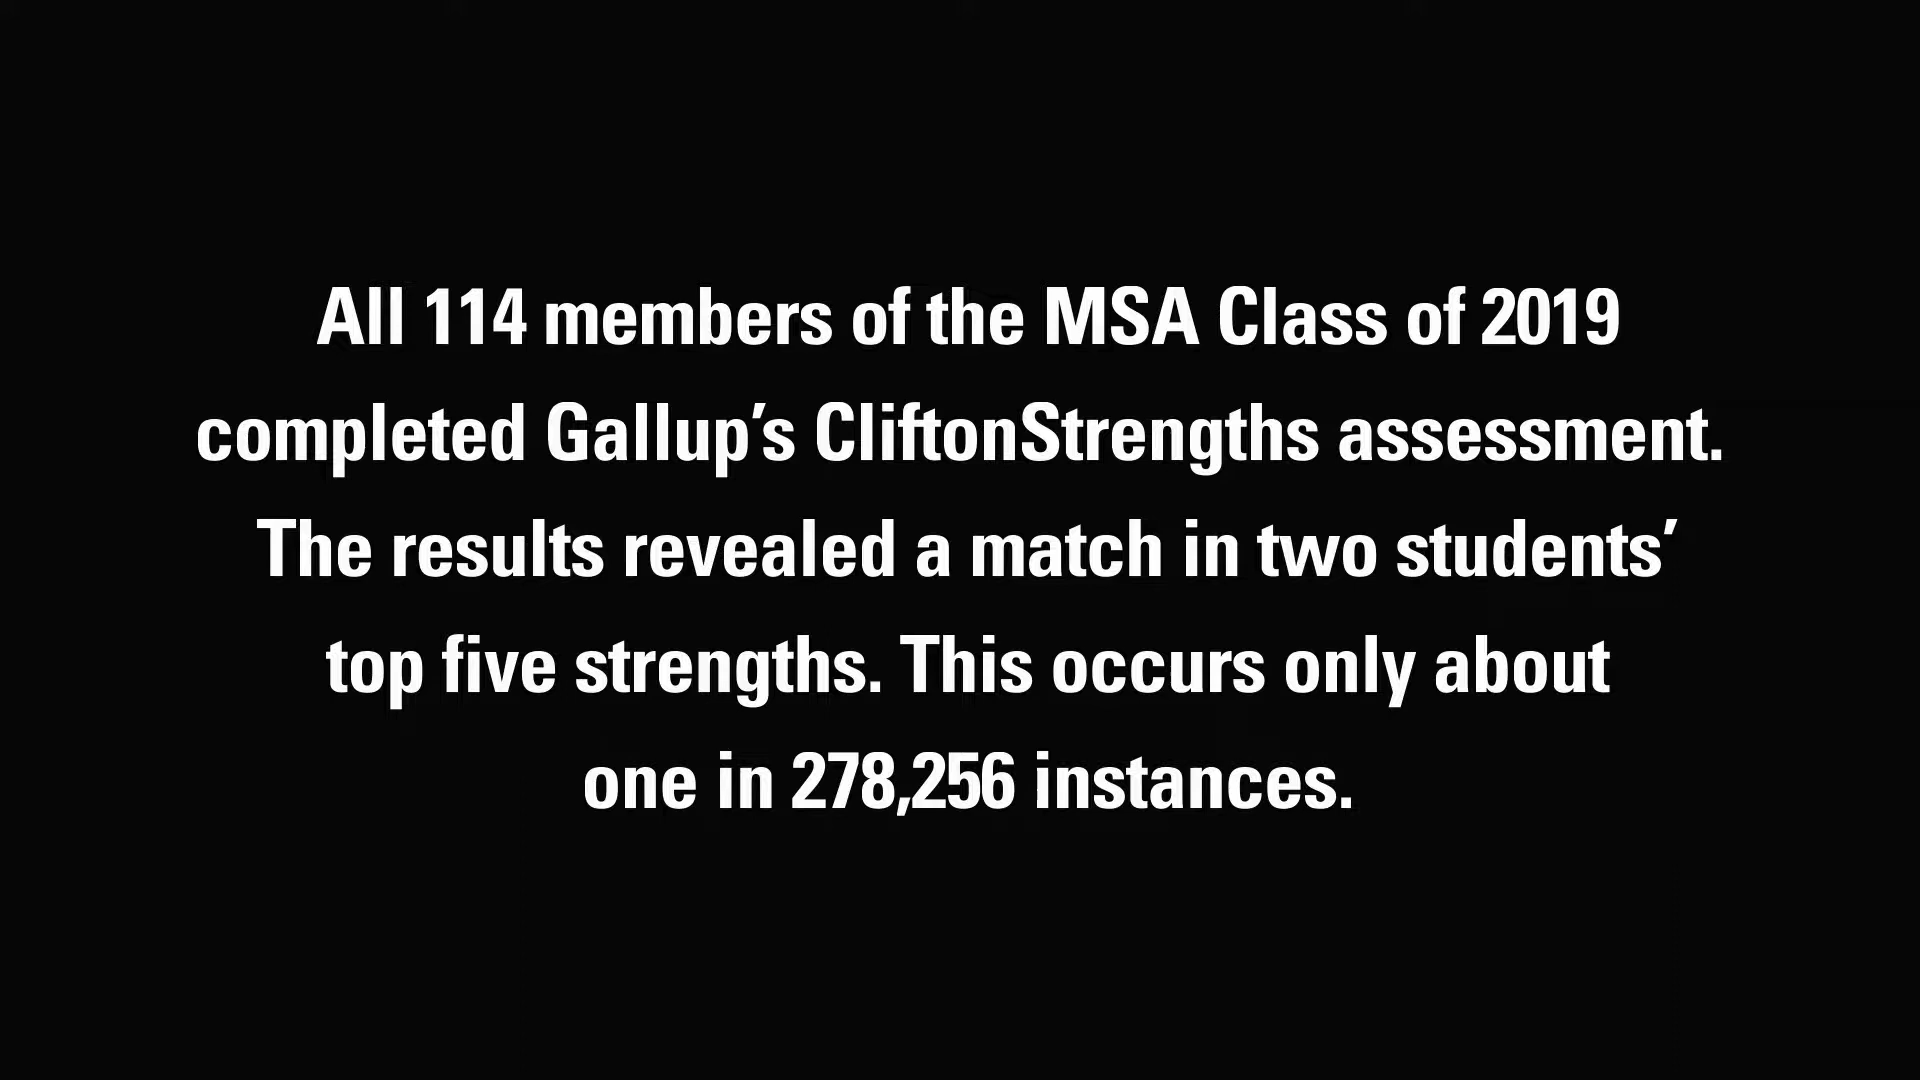 All 114 members of the MSA Class of 2019
completed Gallup’s CliftonStrengths assessment.
The results revealed a match in two students’
top five strengths. This occurs only about
one in 278,256 instances.